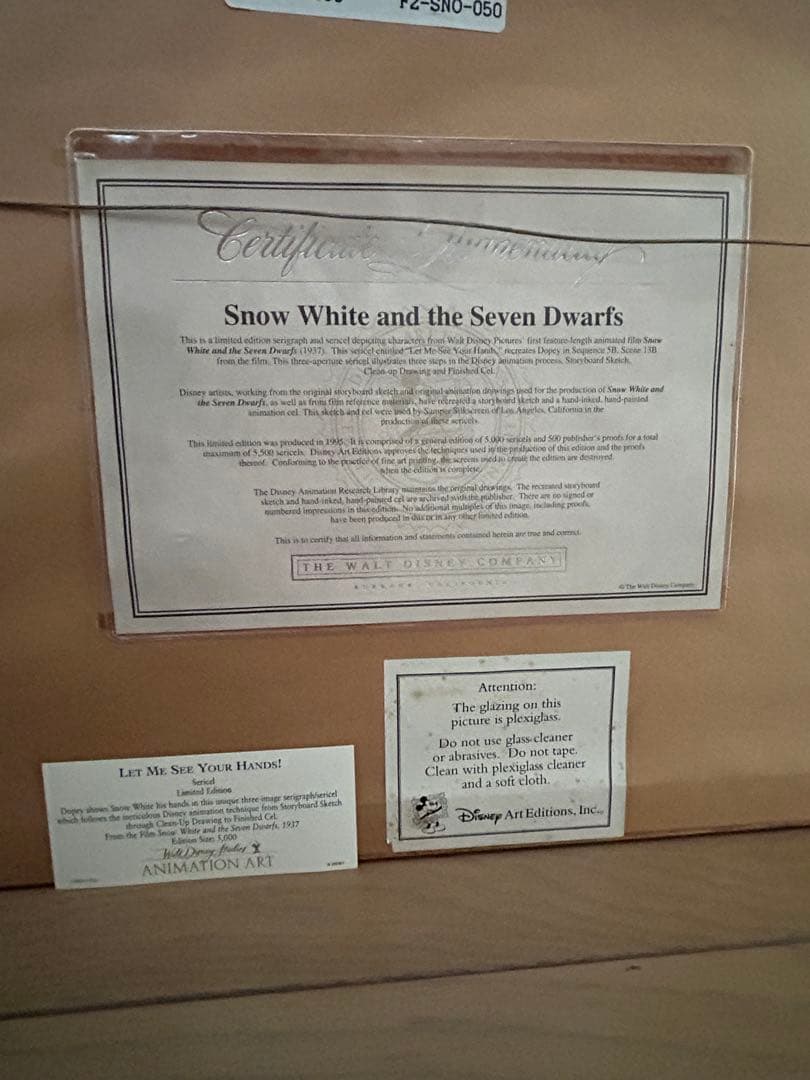 F2-SNO-050
Certificate
Snow White and the Seven Dwarfs
This is a limited edition serigraph and sericel depicting characters from Walt Disney Pictures' first feature-length animated film Snow
White and the Seven Dwarfs (1937). This sericel entitled "Let Me See Your Hands," recreates Dopey in Sequence 5B, Scene 13B
from the film. This three-aperture sericel illustrates three steps in the Disney animation process, Storyboard Sketch,
Clean-up Drawing and Finished Cel.
Disney artists, working from the original storyboard sketch and original animation drawings used for the production of Snow White and
the Seven Dwarfs, as well as from film reference materials, have recreated a storyboard sketch and a hand-inked, hand-painted
animation cel. This sketch and cel were used by Silkscreen of Los Angeles, California in the
production of these sericels.
This limited edition was produced in 1995. It is comprised of a general edition of 5,000 sericels and 500 publisher's proofs for a total
maximum of 5,500 sericels. Disney Art Editions approves the techniques used in the production of this edition and the proofs
thereof. Conforming to the practice of fine art printing, the screens used to create the edition are destroyed
when the edition is complete.
The Disney Animation Research Library maintains the original drawings. The recreated storyboard
sketch and hand-inked, hand-painted cel are archived with the publisher. There are no signed or
numbered impressions in this edition. No additional multiples of this image, including proofs,
have been produced in this or in any other limited edition.
This is to certify that all information and statements contained herein are true and correct.
THE WALT DISNEY COMPANY
BURBANK, CALIFORNIA
© The Walt Disney Company
LET ME SEE YOUR HANDS!
Sericel
Limited Edition
Dopey shows Snow White his hands in this unique three-image serigraph/sericel
which follows the meticulous Disney animation technique from Storyboard Sketch
through Clean-Up Drawing to Finished Cel.
From the Film Snow White and the Seven Dwarfs, 1937
Edition Size: 5,000
Walt Disney Studios
ANIMATION ART
Attention:
The glazing on this
picture is plexiglass.
Do not use glass cleaner
or abrasives. Do not tape.
Clean with plexiglass cleaner
and a soft cloth.
Disney Art Editions, Inc.